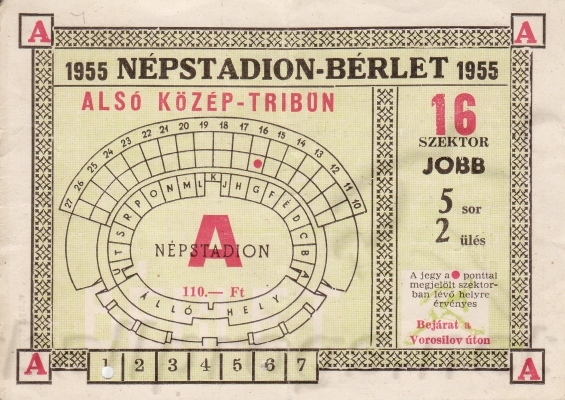 A A
1955 NÉPSTADION-BÉRLET 1955
ALSÓ KÖZÉP-TRIBÜN
27 26 25 24 23 22 21 20 19 18 17 16 15 14 13 12 11 10
U T S R P O N M L K J H G F É D C B A
A
NÉPSTADION
110.— Ft
ÁLLÓ HELY
16
SZEKTOR
JOBB
5 sor
2 ülés
A jegy a ponttal
megjelölt szektor-
ban lévő helyre
érvényes
Bejárat a
Vorosilov úton
A 1 2 3 4 5 6 7 A